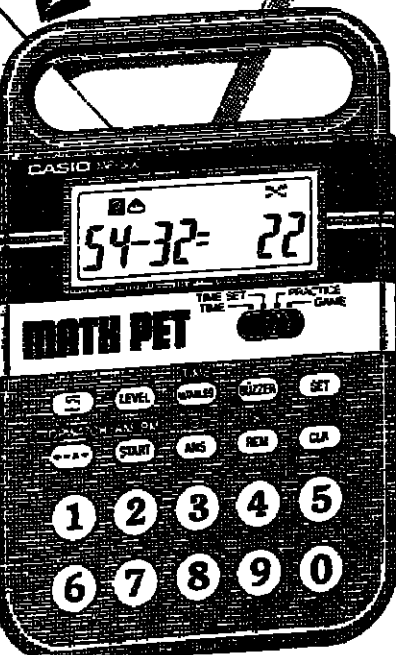 CASIO
54-32= 22
TIME SET PRACTICE
TIME GAME
MATH PET
LEVEL BUZZER SET
START ANS REM CLR
1 2 3 4 5
6 7 8 9 0